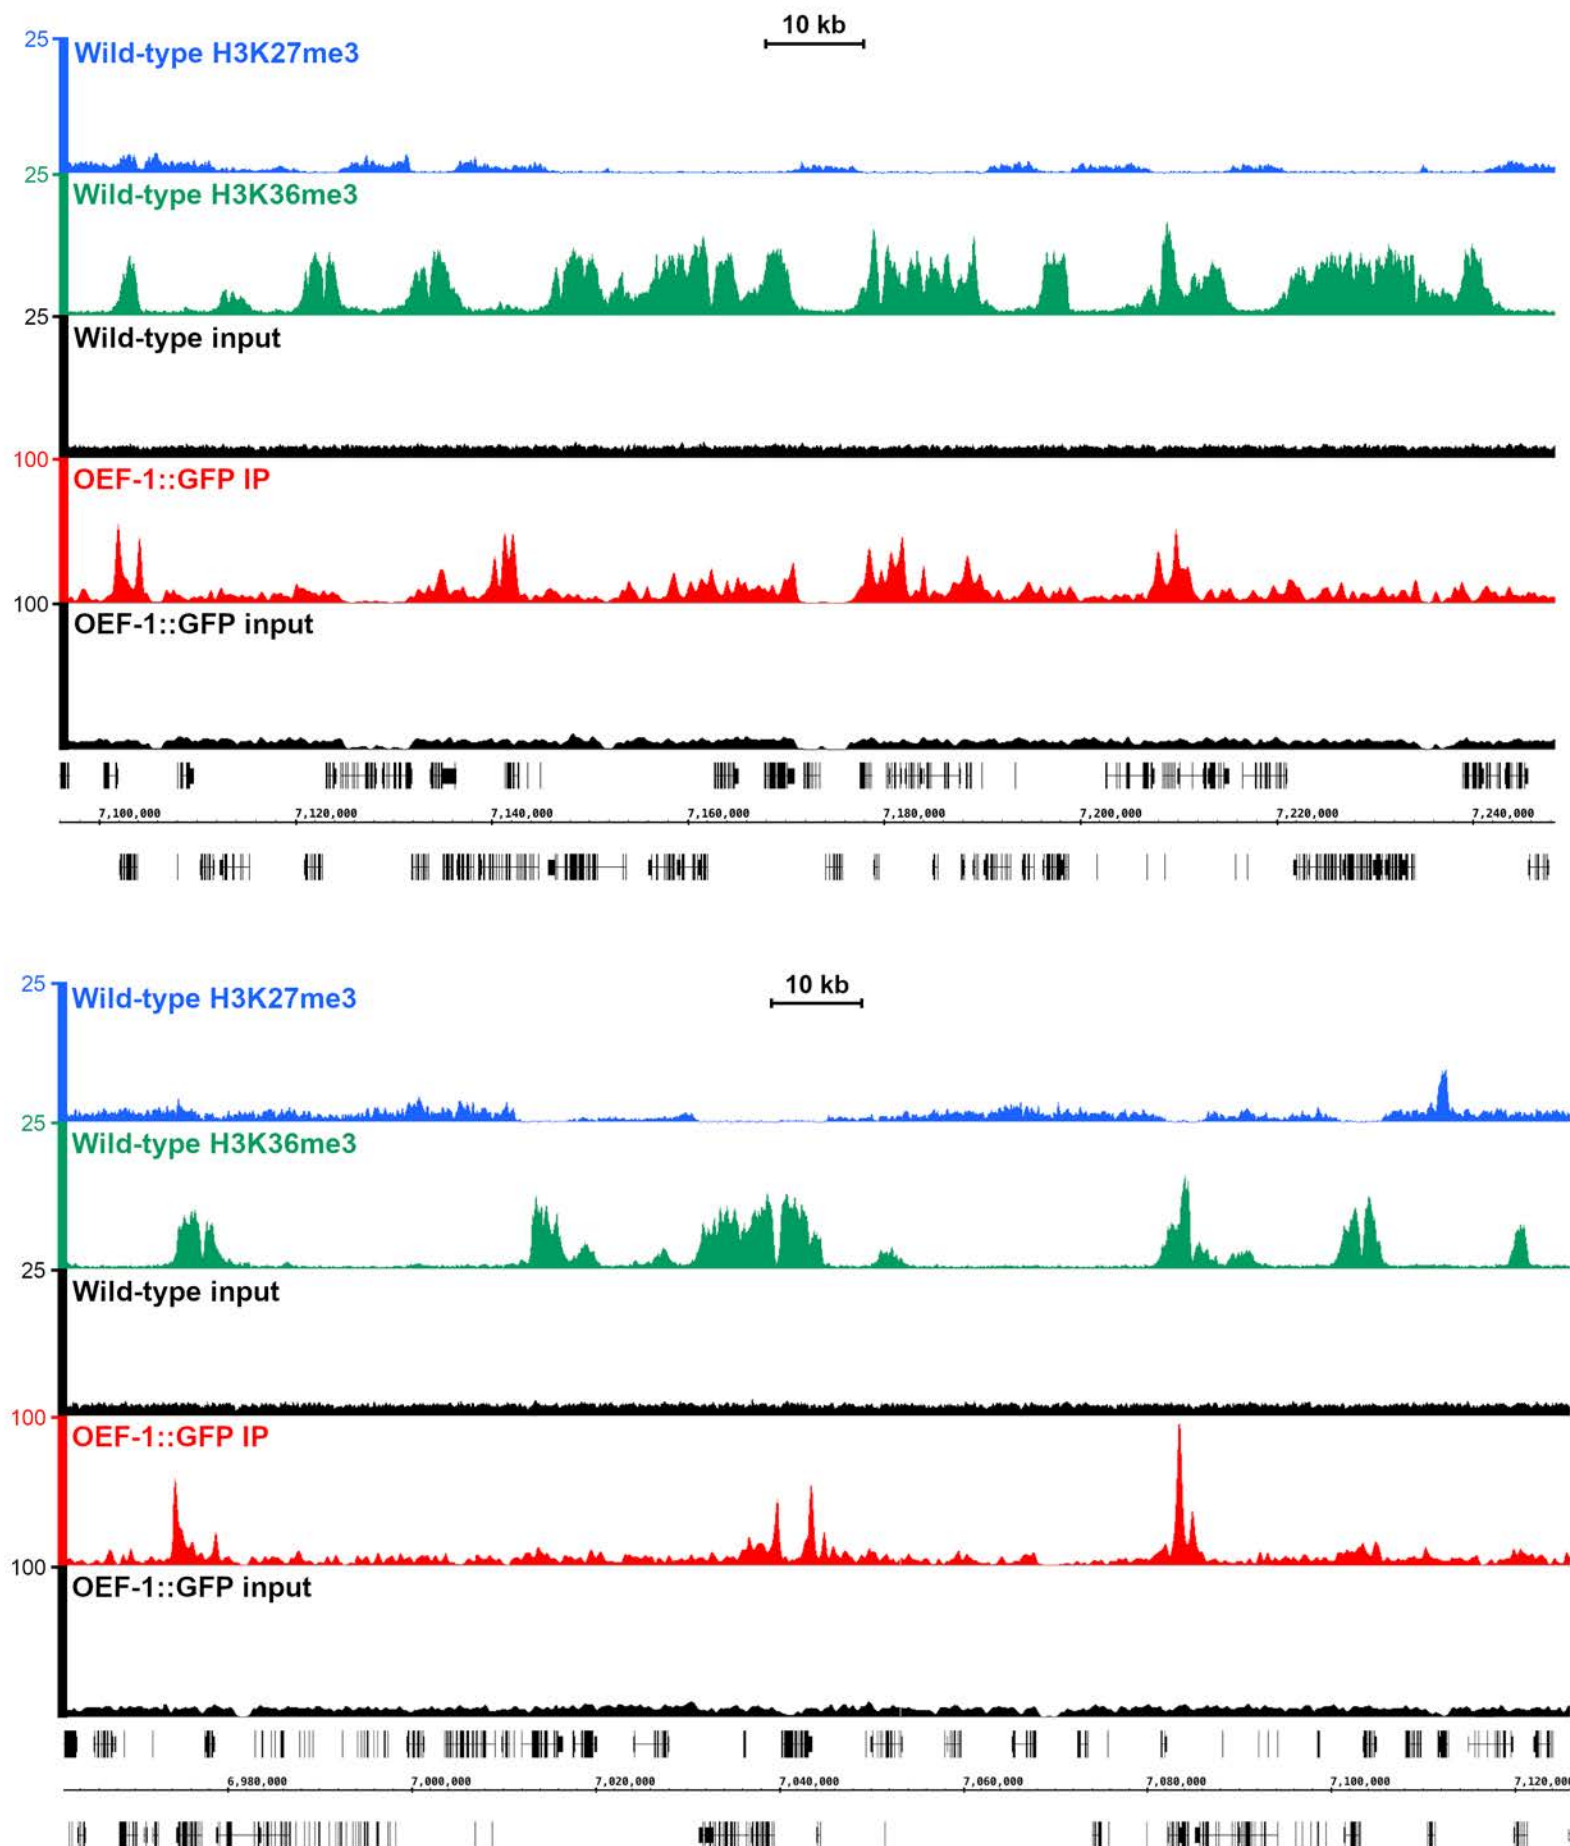 10 kb
25
Wild-type H3K27me3
25
Wild-type H3K36me3
25
Wild-type input
100
OEF-1::GFP IP
100
OEF-1::GFP input
7,100,000 7,120,000 7,140,000 7,160,000 7,180,000 7,200,000 7,220,000 7,240,000
10 kb
25
Wild-type H3K27me3
25
Wild-type H3K36me3
25
Wild-type input
100
OEF-1::GFP IP
100
OEF-1::GFP input
6,980,000 7,000,000 7,020,000 7,040,000 7,060,000 7,080,000 7,100,000 7,120,000